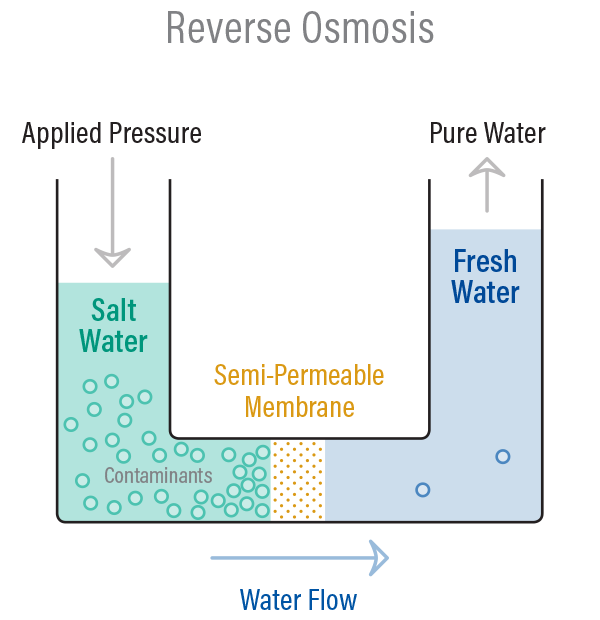 Reverse Osmosis
Applied Pressure
Pure Water
Salt
Water
Fresh
Water
Semi-Permeable
Membrane
Contaminants
Water Flow